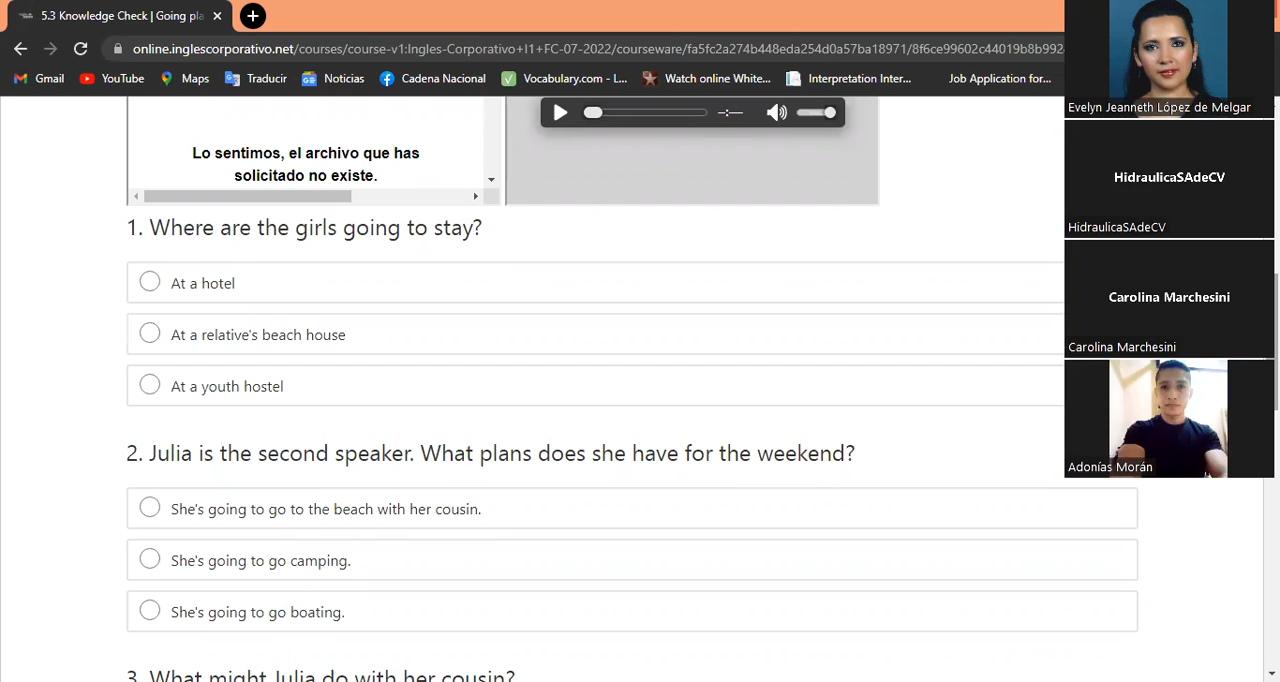 5.3 Knowledge Check | Going pla
online.inglescorporativo.net/courses/course-v1:Ingles-Corporativo+I1+FC-07-2022/courseware/fa5fc2a274b448eda254d0a57ba18971/8f6ce99602c44019b8b992
Gmail YouTube Maps Traducir Noticias Cadena Nacional Vocabulary.com - L... Watch online White... Interpretation Inter... Job Application for...
Lo sentimos, el archivo que has
solicitado no existe.
1. Where are the girls going to stay?
At a hotel
At a relative's beach house
At a youth hostel
2. Julia is the second speaker. What plans does she have for the weekend?
She's going to go to the beach with her cousin.
She's going to go camping.
She's going to go boating.
3. What might Julia do with her cousin?
Evelyn Jeanneth López de Melgar
HidraulicaSAdeCV
HidraulicaSAdeCV
Carolina Marchesini
Carolina Marchesini
Adonías Morán